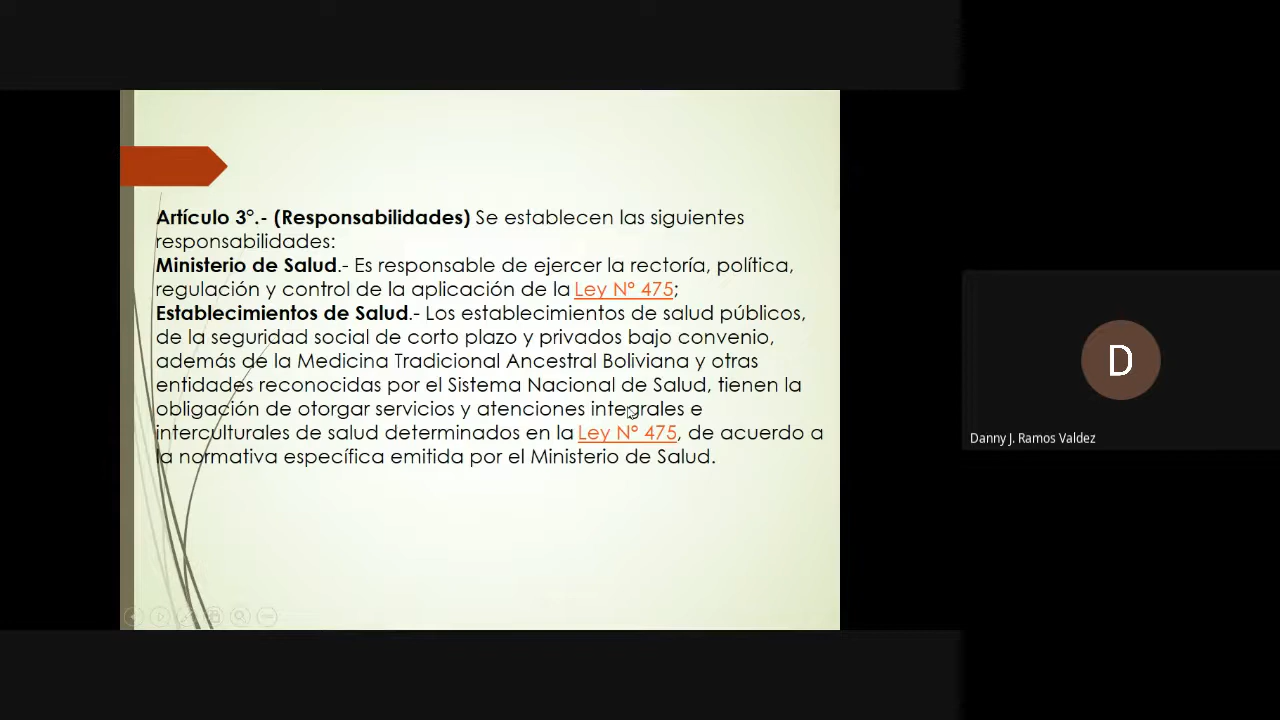 Artículo 3°.- (Responsabilidades) Se establecen las siguientes
responsabilidades:
Ministerio de Salud.- Es responsable de ejercer la rectoría, política,
regulación y control de la aplicación de la Ley N° 475;
Establecimientos de Salud.- Los establecimientos de salud públicos,
de la seguridad social de corto plazo y privados bajo convenio,
además de la Medicina Tradicional Ancestral Boliviana y otras
entidades reconocidas por el Sistema Nacional de Salud, tienen la
obligación de otorgar servicios y atenciones integrales e
interculturales de salud determinados en la Ley N° 475, de acuerdo a
la normativa específica emitida por el Ministerio de Salud.
D
Danny J. Ramos Valdez